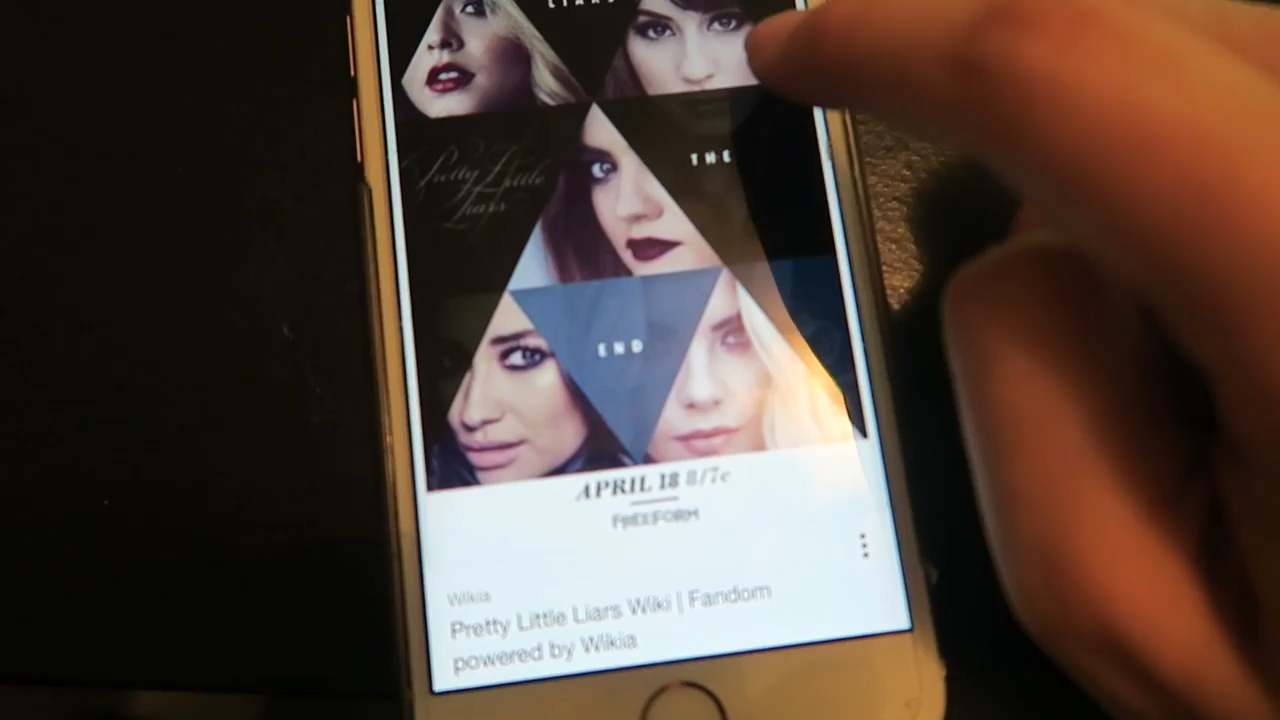 LIARS
Pretty Little
Liars
THE
END
APRIL 18 8/7c
FREEFORM
Wikia
Pretty Little Liars Wiki | Fandom
powered by Wikia